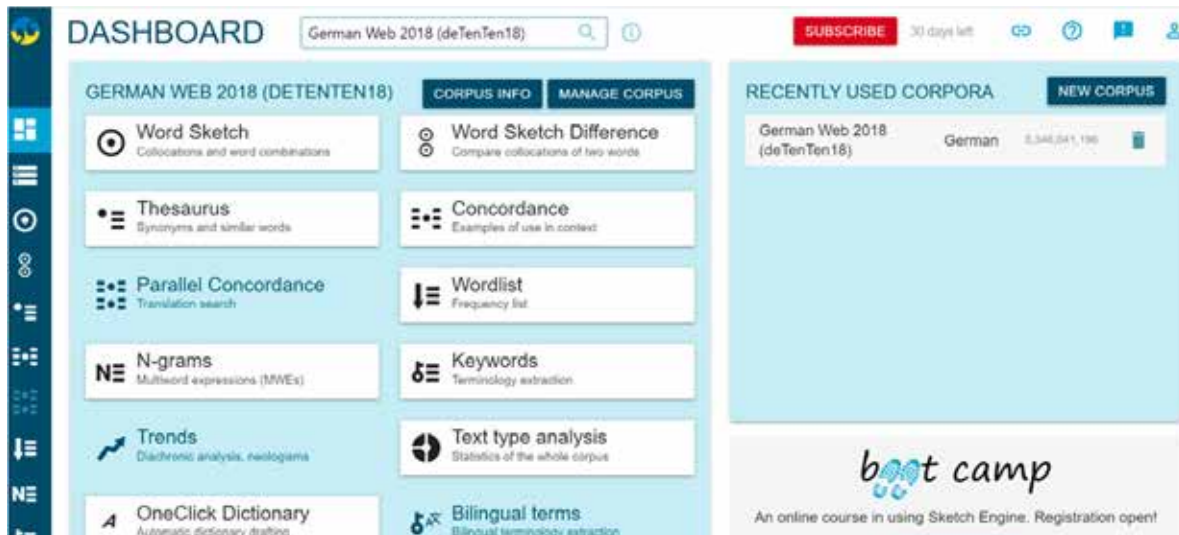 DASHBOARD
German Web 2018 (deTenTen18)
SUBSCRIBE
30 days left
GERMAN WEB 2018 (DETENTEN18)
CORPUS INFO
MANAGE CORPUS
Word Sketch
Collocations and word combinations
Word Sketch Difference
Compare collocations of two words
Thesaurus
Synonyms and similar words
Concordance
Examples of use in context
Parallel Concordance
Translation search
Wordlist
Frequency list
N-grams
Multiword expressions (MWEs)
Keywords
Terminology extraction
Trends
Diachronic analysis, neologisms
Text type analysis
Statistics of the whole corpus
OneClick Dictionary
Automatic dictionary drafting
Bilingual terms
Bilingual terminology extraction
RECENTLY USED CORPORA
NEW CORPUS
German Web 2018
(deTenTen18)
German
boot camp
An online course in using Sketch Engine. Registration open!